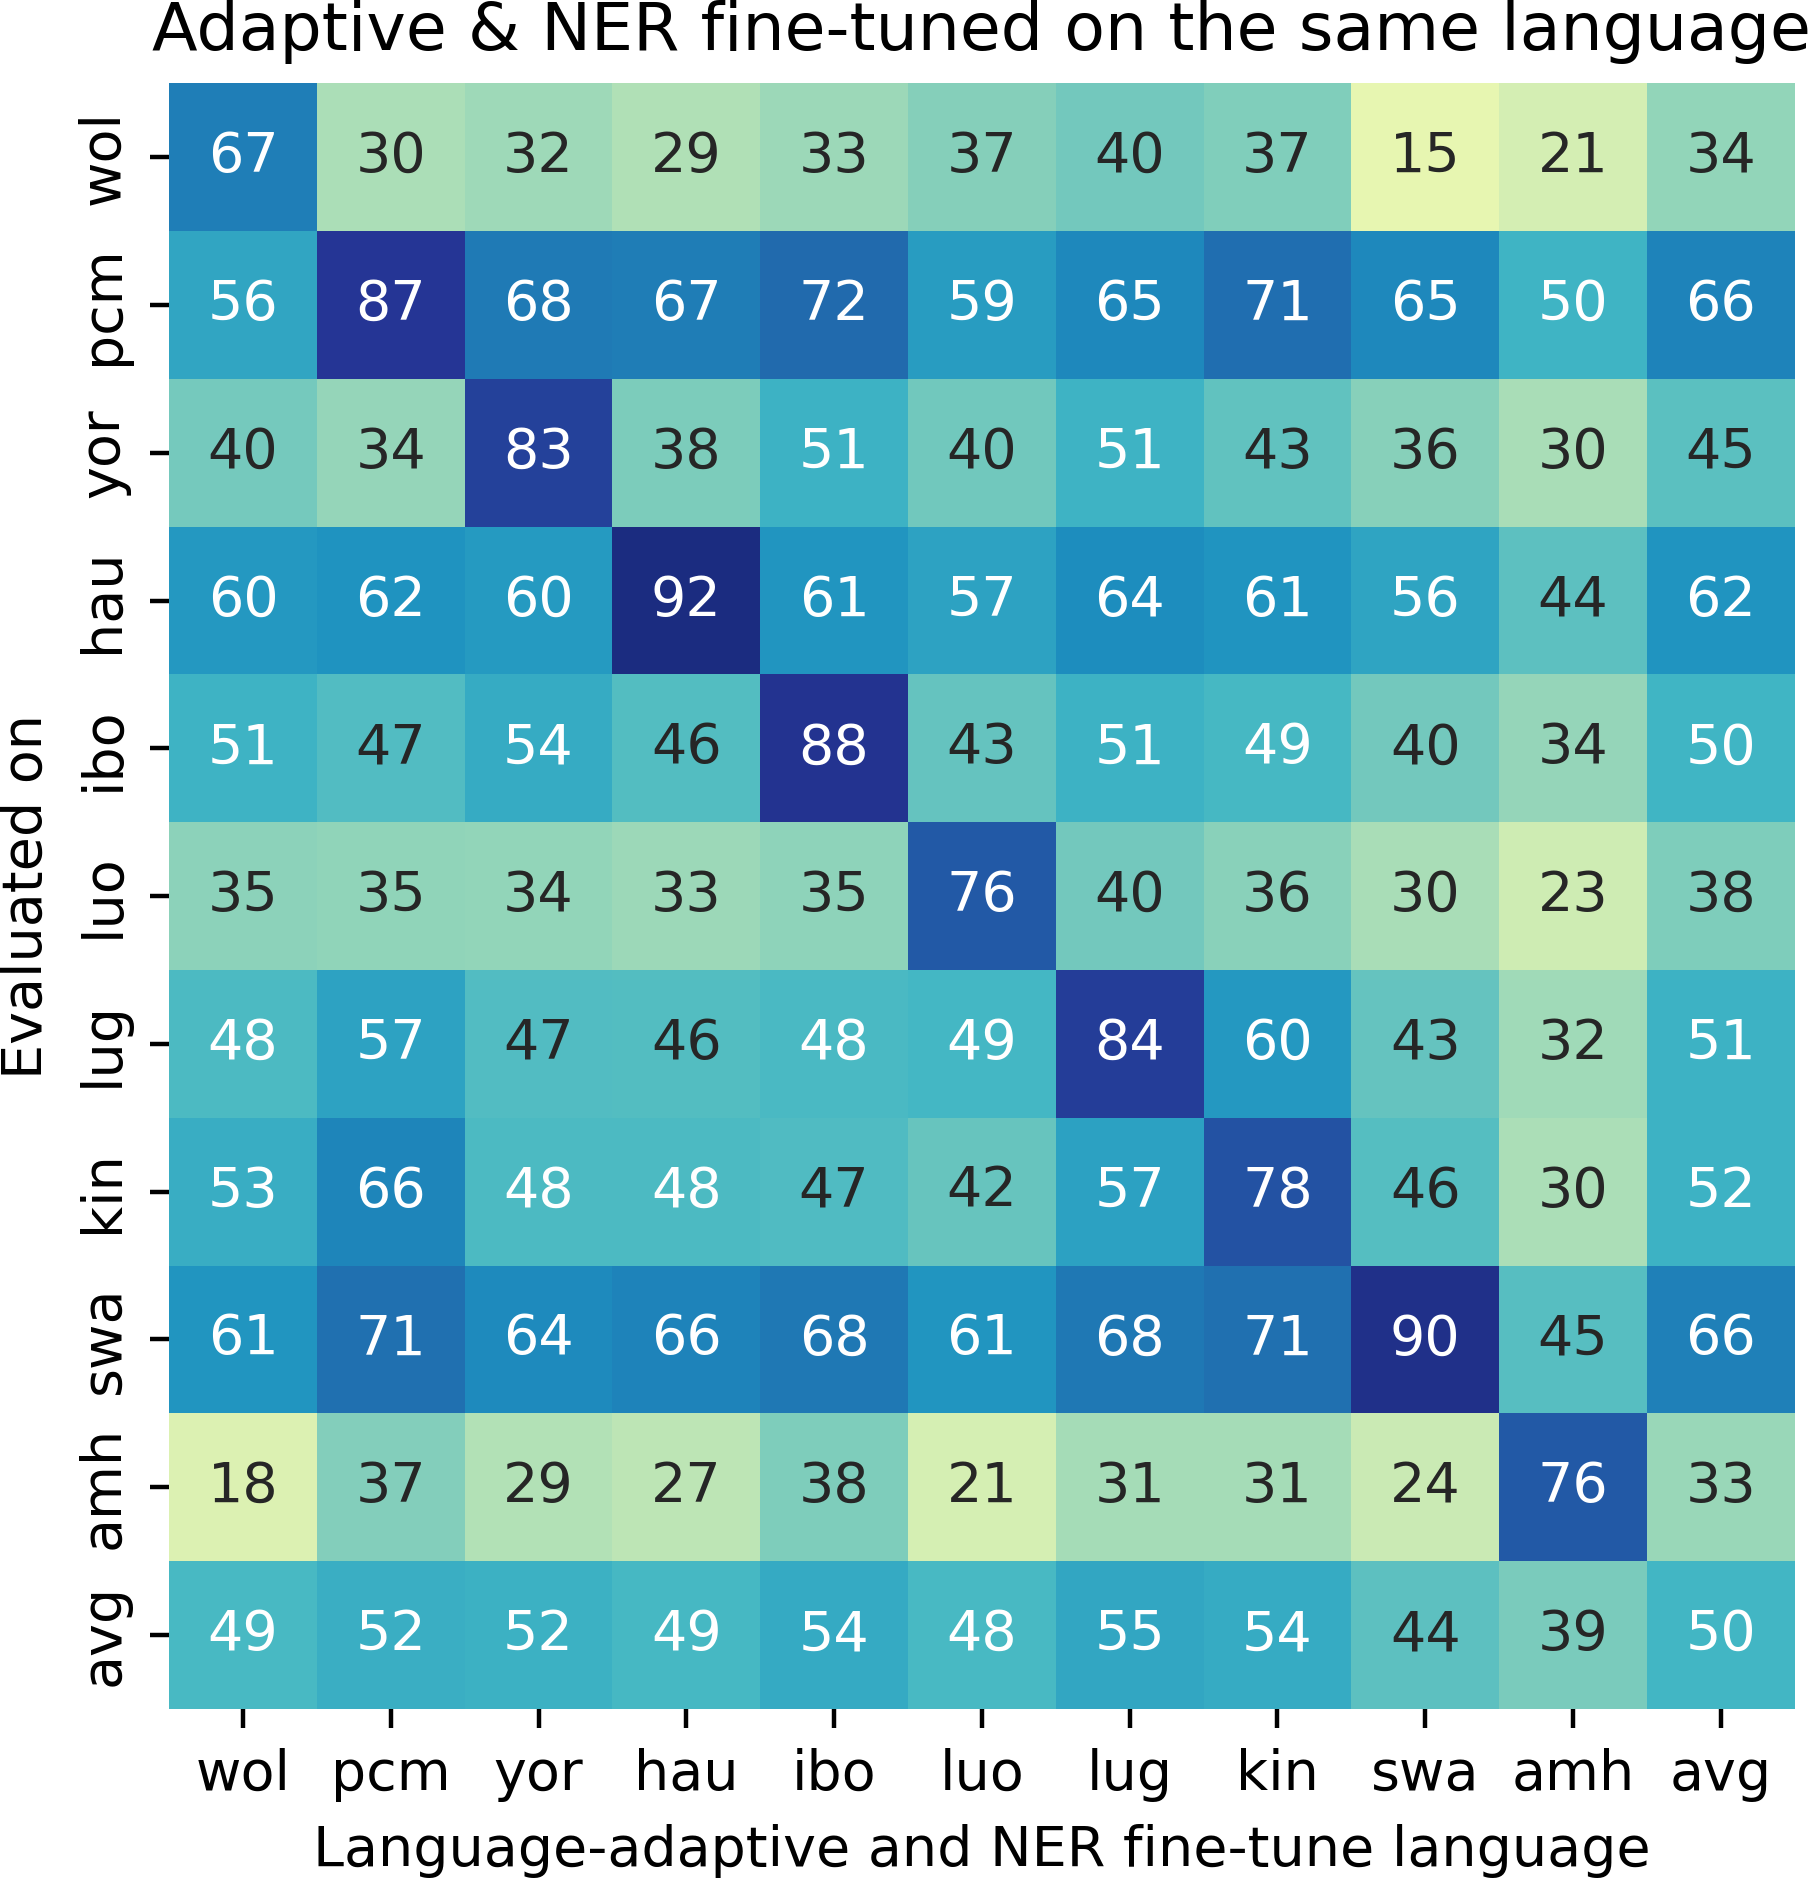 Adaptive & NER fine-tuned on the same language
Evaluated on
wol 67 30 32 29 33 37 40 37 15 21 34
pcm 56 87 68 67 72 59 65 71 65 50 66
yor 40 34 83 38 51 40 51 43 36 30 45
hau 60 62 60 92 61 57 64 61 56 44 62
ibo 51 47 54 46 88 43 51 49 40 34 50
luo 35 35 34 33 35 76 40 36 30 23 38
lug 48 57 47 46 48 49 84 60 43 32 51
kin 53 66 48 48 47 42 57 78 46 30 52
swa 61 71 64 66 68 61 68 71 90 45 66
amh 18 37 29 27 38 21 31 31 24 76 33
avg 49 52 52 49 54 48 55 54 44 39 50
wol pcm yor hau ibo luo lug kin swa amh avg
Language-adaptive and NER fine-tune language